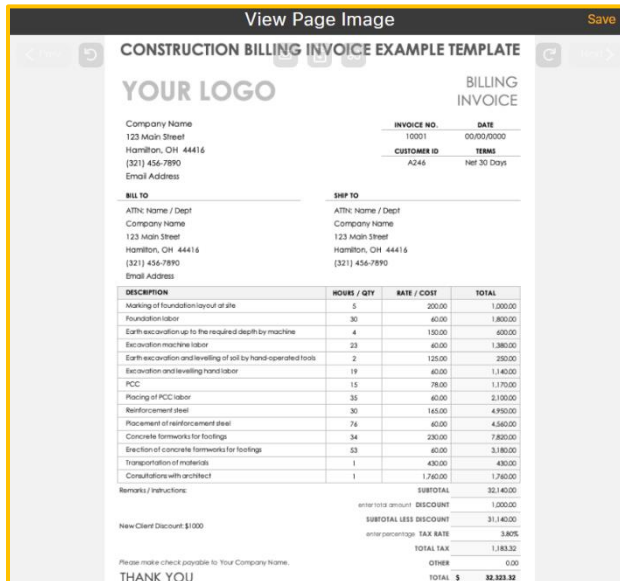 View Page Image Save
CONSTRUCTION BILLING INVOICE EXAMPLE TEMPLATE
YOUR LOGO
BILLING
INVOICE
Company Name
123 Main Street
Hamilton, OH 44416
(321) 456-7890
Email Address
INVOICE NO. DATE
10001 00/00/0000
CUSTOMER ID TERMS
A246 Net 30 Days
BILL TO
ATTN: Name / Dept
Company Name
123 Main Street
Hamilton, OH 44416
(321) 456-7890
Email Address
SHIP TO
ATTN: Name / Dept
Company Name
123 Main Street
Hamilton, OH 44416
(321) 456-7890
DESCRIPTION HOURS / QTY RATE / COST TOTAL
Marking of foundation layout at site 5 200.00 1,000.00
Foundation labor 30 60.00 1,800.00
Earth excavation up to the required depth by machine 4 150.00 600.00
Excavation machine labor 23 60.00 1,380.00
Earth excavation and levelling of soil by hand-operated tools 2 125.00 250.00
Excavation and levelling hand labor 19 60.00 1,140.00
PCC 15 78.00 1,170.00
Placing of PCC labor 35 60.00 2,100.00
Reinforcement steel 30 165.00 4,950.00
Placement of reinforcement steel 76 60.00 4,560.00
Concrete formworks for footings 34 230.00 7,820.00
Erection of concrete formworks for footings 53 60.00 3,180.00
Transportation of materials 1 430.00 430.00
Consultations with architect 1 1,760.00 1,760.00
Remarks / Instructions: SUBTOTAL 32,140.00
enter total amount DISCOUNT 1,000.00
New Client Discount: $1000
SUBTOTAL LESS DISCOUNT 31,140.00
enter percentage TAX RATE 3.80%
TOTAL TAX 1,183.32
Please make check payable to Your Company Name. OTHER 0.00
THANK YOU TOTAL $ 32,323.32